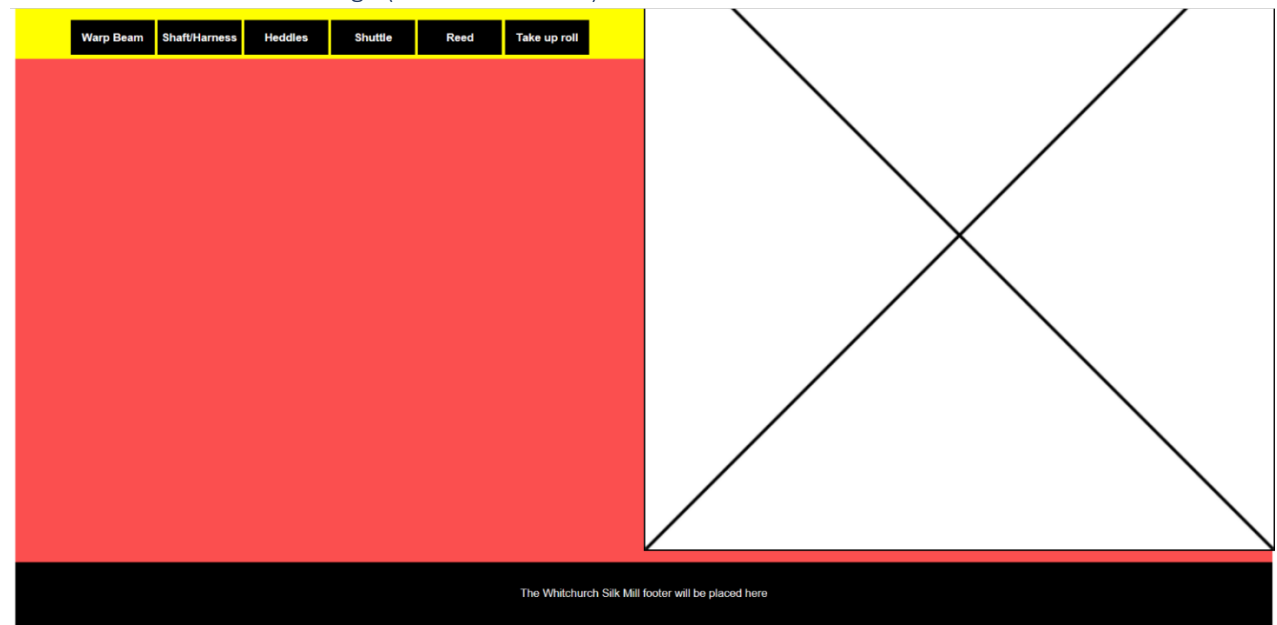 Warp Beam
Shaft/Harness
Heddles
Shuttle
Reed
Take up roll
The Whitchurch Silk Mill footer will be placed here